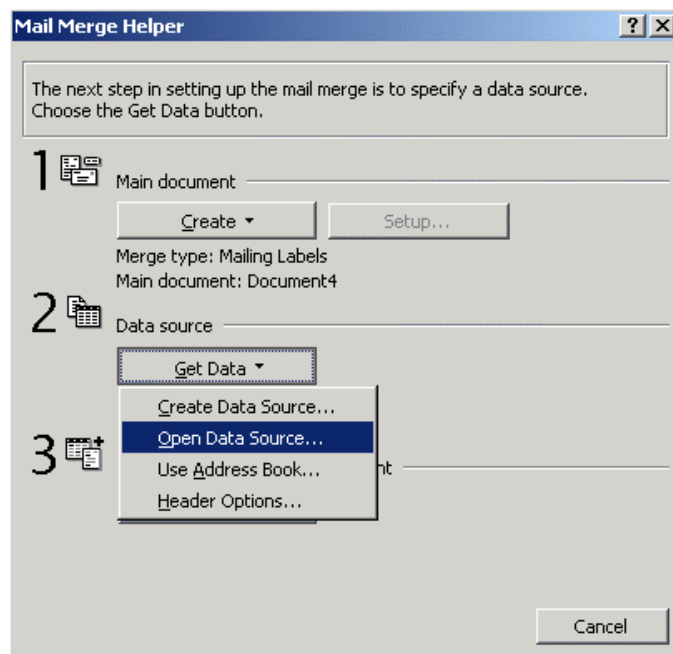 Mail Merge Helper
The next step in setting up the mail merge is to specify a data source.
Choose the Get Data button.
1
Main document
Create
Setup...
Merge type: Mailing Labels
Main document: Document4
2
Data source
Get Data
Create Data Source...
Open Data Source...
3
Use Address Book...
Header Options...
Cancel